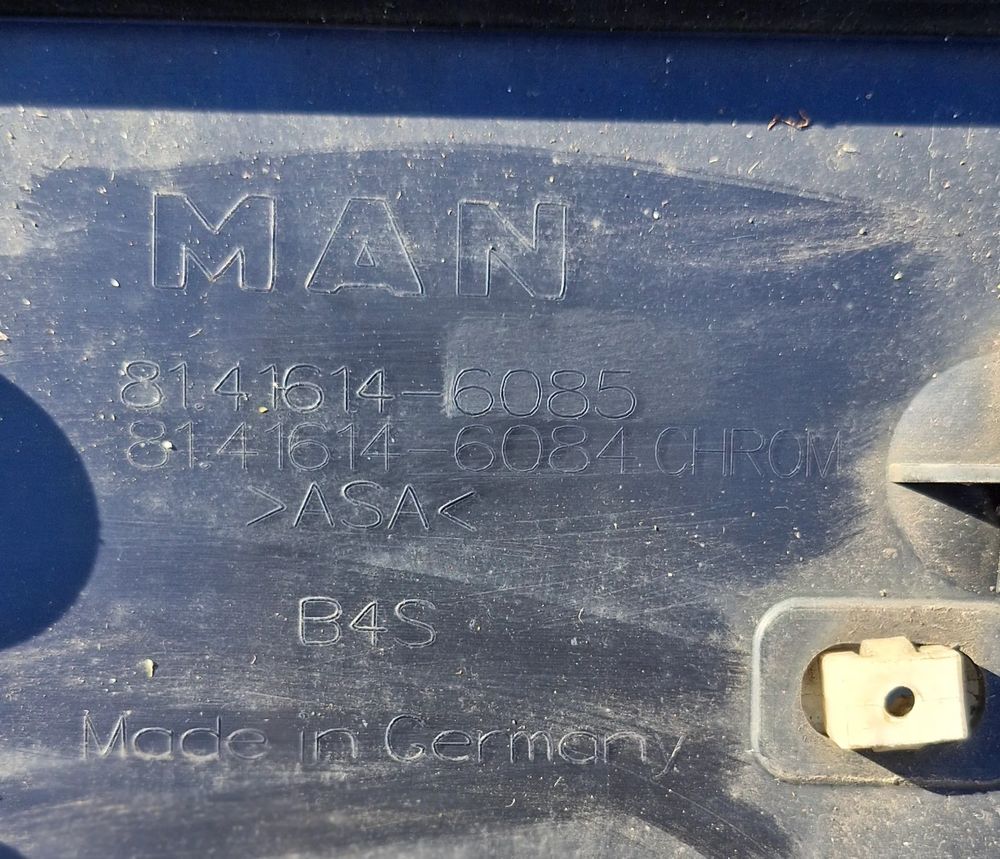 MAN
81.41614-6085
81.41614-6084 CHROM
>ASA<
B4S
Made in Germany